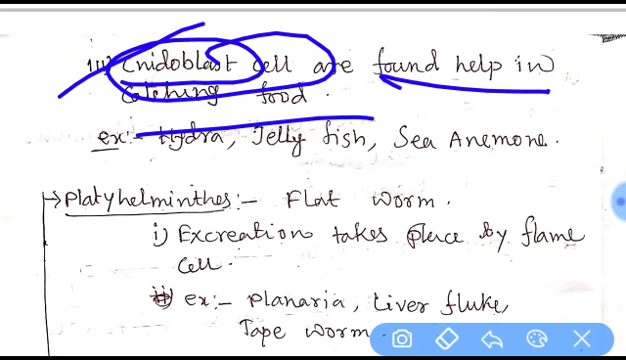 iii) Cnidoblast cell are found help in
Catching food.
ex:- Hydra, Jelly fish, Sea Anemone.
→ Platyhelminthes:- Flat worm.
i) Excreation takes place by flame
cell.
ii) ex:- Planaria, Liver fluke,
Tape worm.